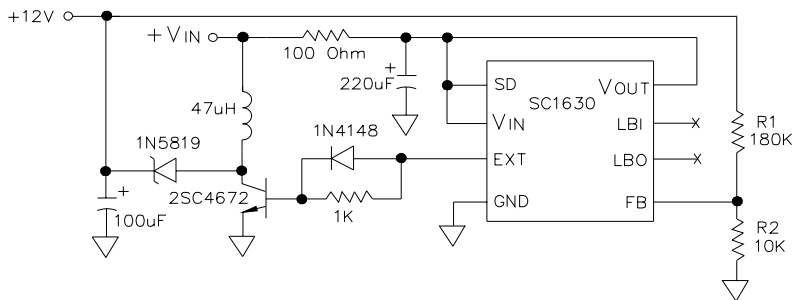 +12V
+VIN
100 Ohm
+
220uF
47uH
1N5819
1N4148
2SC4672
1K
+
100uF
SC1630
SD
VIN
EXT
GND
VOUT
LBI
LBO
FB
x
x
R1
180K
R2
10K